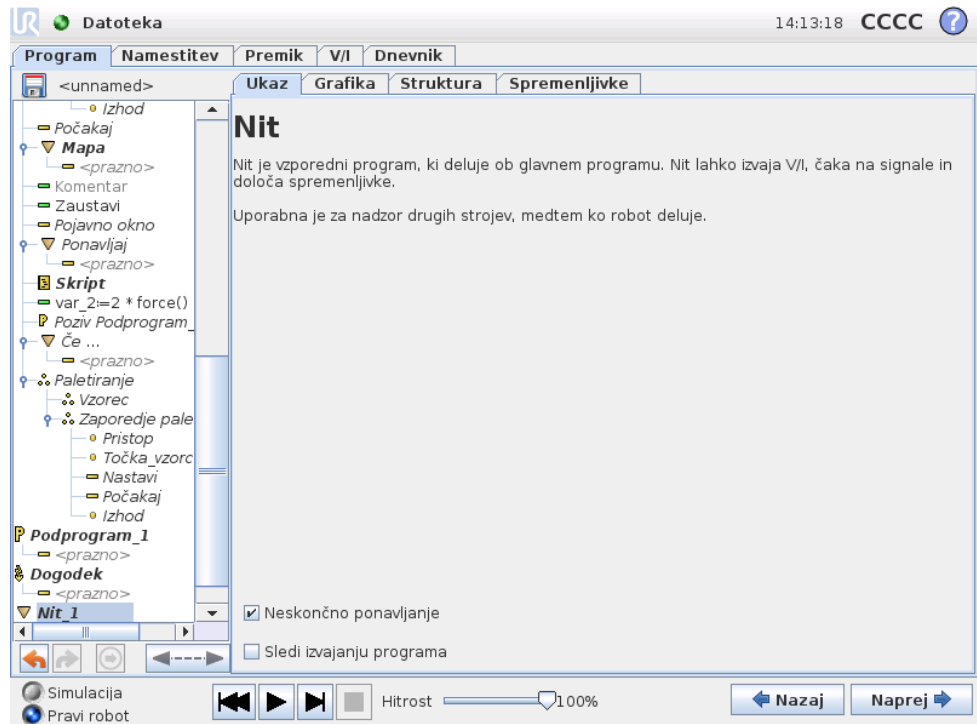 UR Datoteka 14:13:18 CCCC ?
Program Namestitev Premik V/I Dnevnik
<unnamed>
Izhod
Počakaj
Mapa
<prazno>
Komentar
Zaustavi
Pojavno okno
Ponavljaj
<prazno>
Skript
var_2:=2 * force()
Poziv Podprogram_
Če ...
<prazno>
Paletiranje
Vzorec
Zaporedje pale
Pristop
Točka_vzorc
Nastavi
Počakaj
Izhod
P Podprogram_1
<prazno>
Dogodek
<prazno>
Nit_1
Ukaz Grafika Struktura Spremenljivke
Nit
Nit je vzporedni program, ki deluje ob glavnem programu. Nit lahko izvaja V/I, čaka na signale in
določa spremenljivke.
Uporabna je za nadzor drugih strojev, medtem ko robot deluje.
Neskončno ponavljanje
Sledi izvajanju programa
Simulacija
Pravi robot
Hitrost 100%
Nazaj Naprej